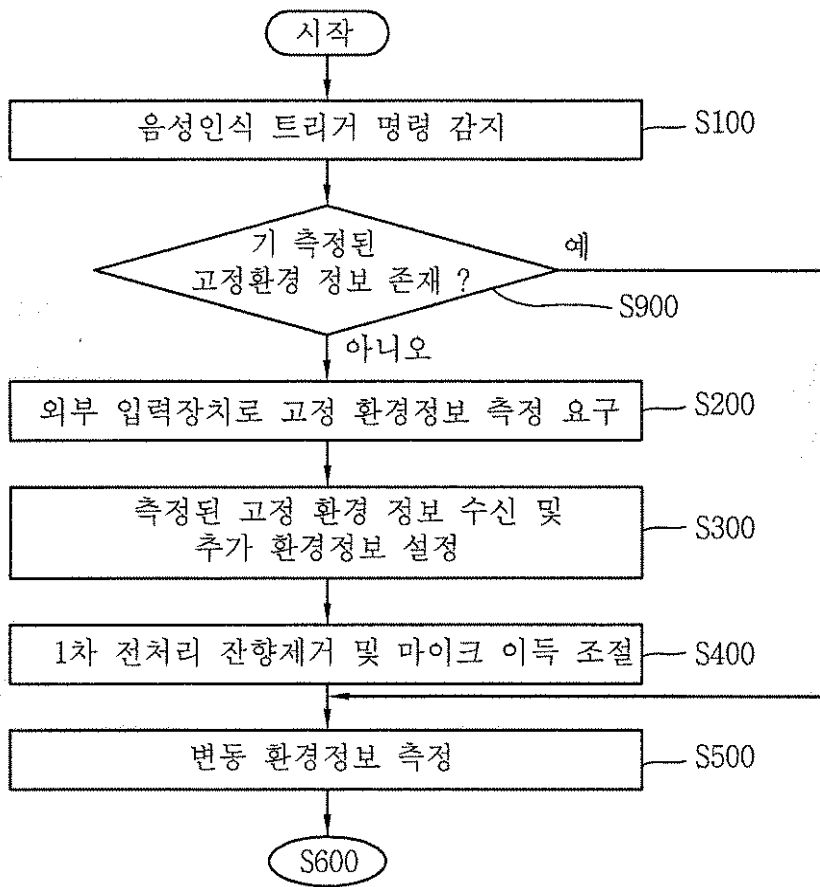 시작
음성인식 트리거 명령 감지
S100
기 측정된
고정환경 정보 존재 ?
예
S900
아니오
외부 입력장치로 고정 환경정보 측정 요구
S200
측정된 고정 환경 정보 수신 및
추가 환경정보 설정
S300
1차 전처리 잔향제거 및 마이크 이득 조절
S400
변동 환경정보 측정
S500
S600